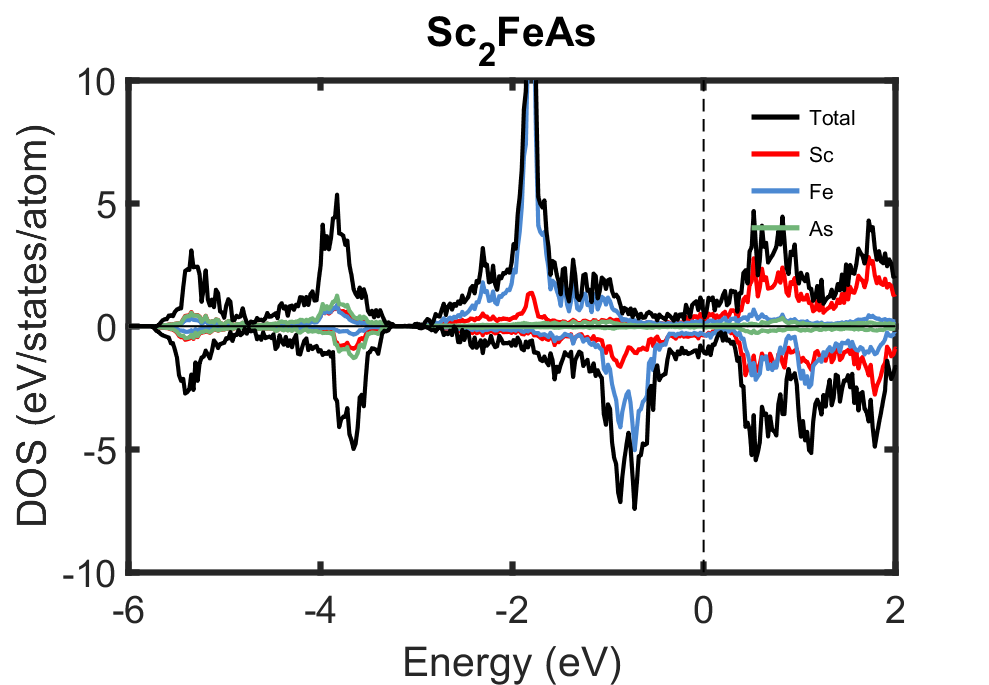 Sc2FeAs
10
5
0
-5
-10
DOS (eV/states/atom)
Total
Sc
Fe
As
-6 -4 -2 0 2
Energy (eV)